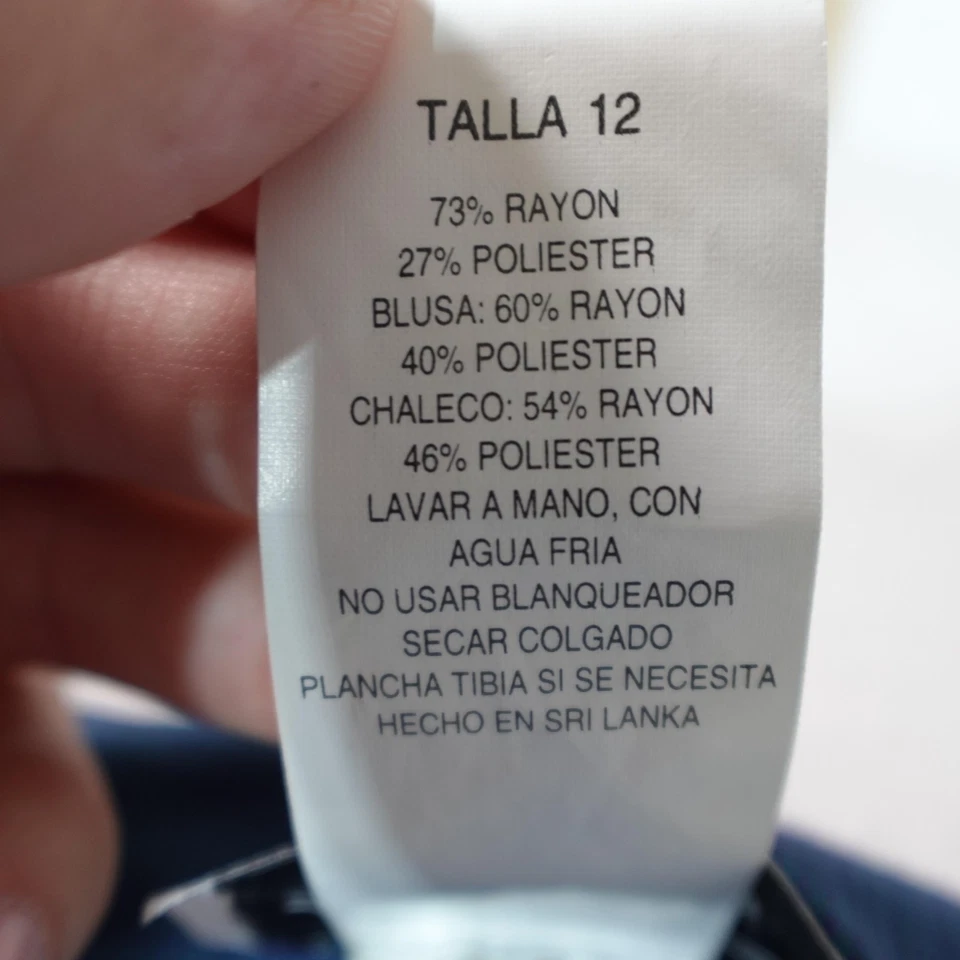 TALLA 12
73% RAYON
27% POLIESTER
BLUSA: 60% RAYON
40% POLIESTER
CHALECO: 54% RAYON
46% POLIESTER
LAVAR A MANO, CON
AGUA FRIA
NO USAR BLANQUEADOR
SECAR COLGADO
PLANCHA TIBIA SI SE NECESITA
HECHO EN SRI LANKA